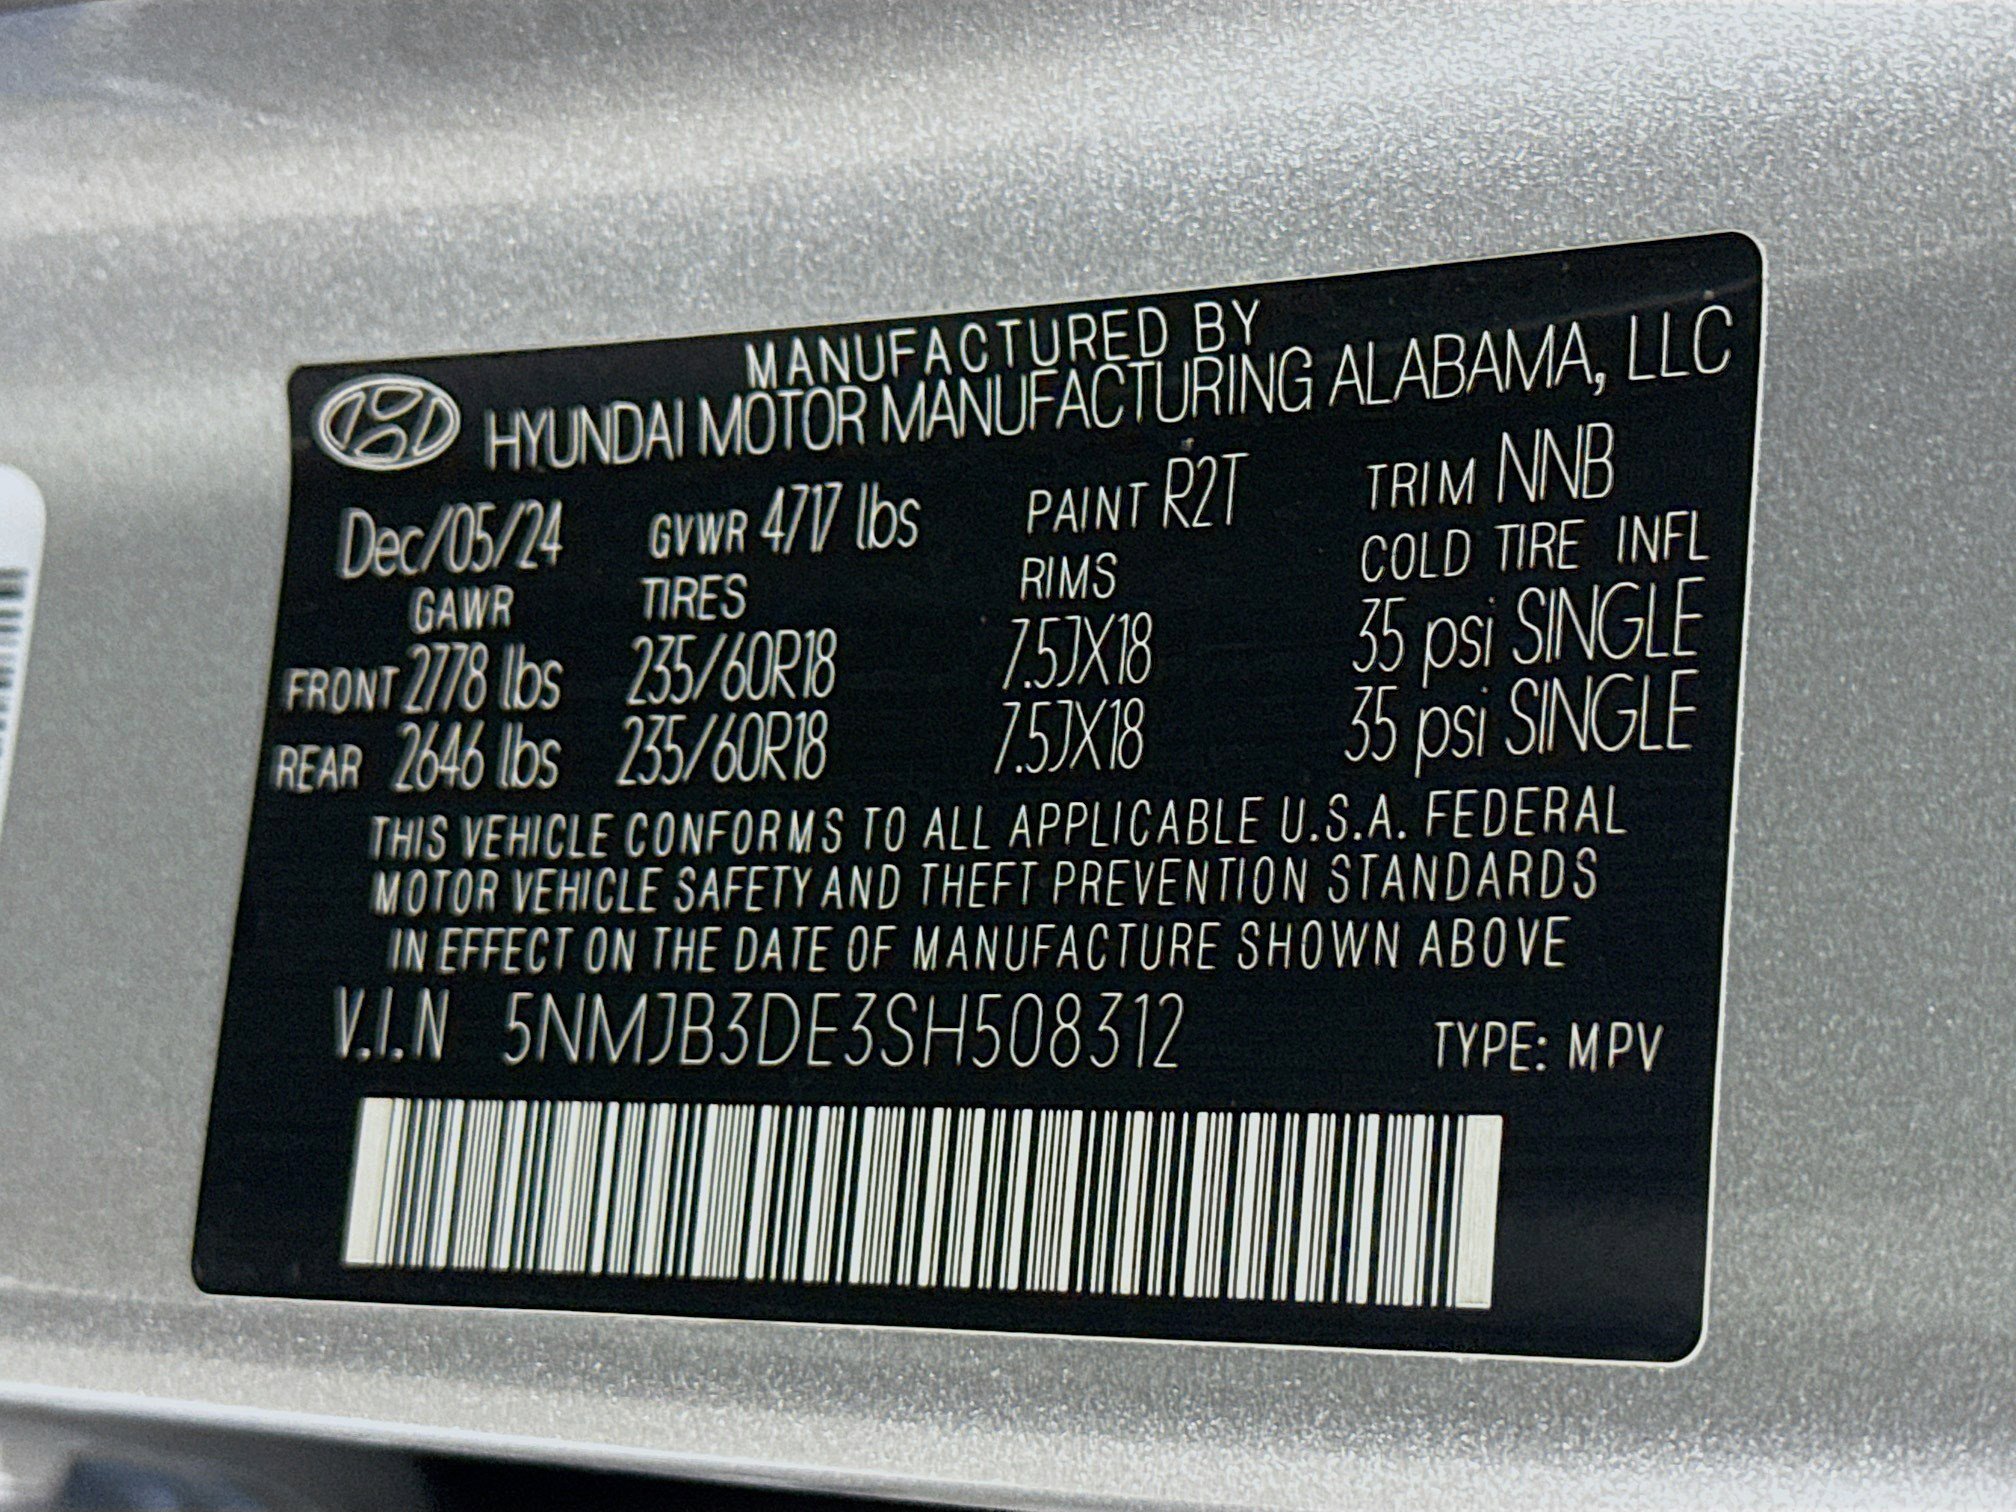 MANUFACTURED BY
HYUNDAI MOTOR MANUFACTURING ALABAMA, LLC
Dec/05/24 GVWR 4717 lbs PAINT R2T TRIM NNB
GAWR TIRES RIMS COLD TIRE INFL
FRONT 2778 lbs 235/60R18 7.5JX18 35 psi SINGLE
REAR 2646 lbs 235/60R18 7.5JX18 35 psi SINGLE
THIS VEHICLE CONFORMS TO ALL APPLICABLE U.S.A. FEDERAL
MOTOR VEHICLE SAFETY AND THEFT PREVENTION STANDARDS
IN EFFECT ON THE DATE OF MANUFACTURE SHOWN ABOVE
V.I.N 5NMJB3DE3SH508312 TYPE: MPV